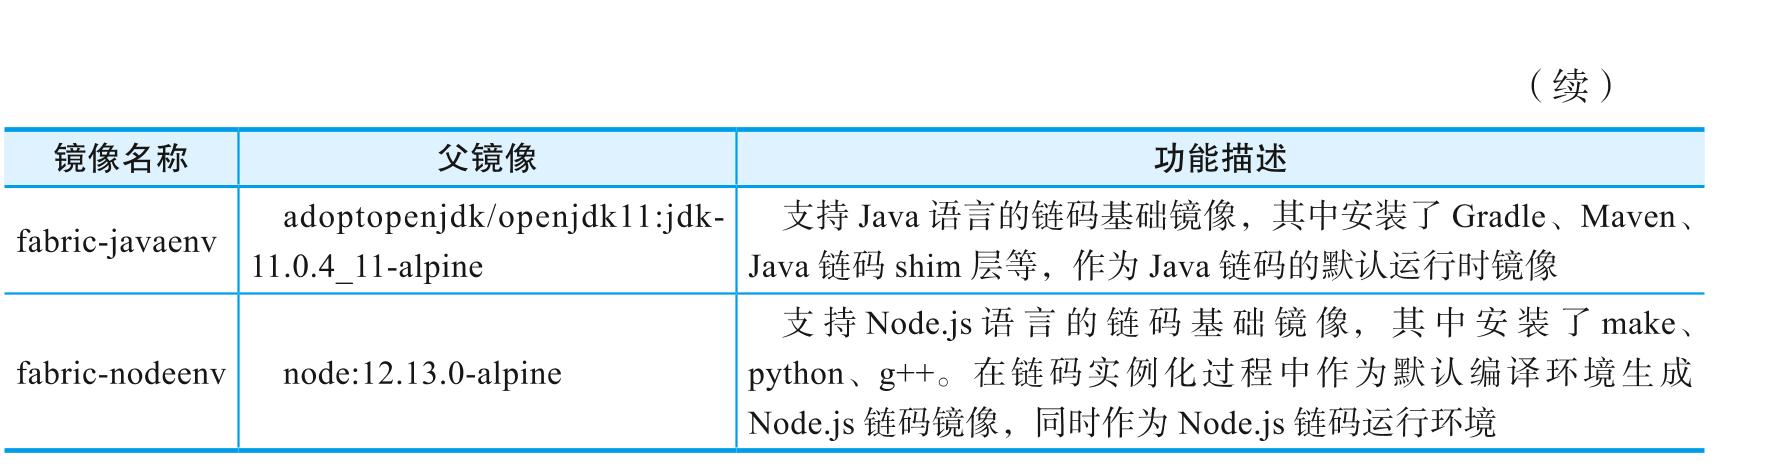 （续）
镜像名称 父镜像 功能描述
fabric-javaenv
adoptopenjdk/openjdk11:jdk-
11.0.4_11-alpine
支持 Java 语言的链码基础镜像，其中安装了 Gradle、Maven、
Java 链码 shim 层等，作为 Java 链码的默认运行时镜像
fabric-nodeenv
node:12.13.0-alpine
支持 Node.js 语言的链码基础镜像，其中安装了 make、
python、g++。在链码实例化过程中作为默认编译环境生成
Node.js 链码镜像，同时作为 Node.js 链码运行环境